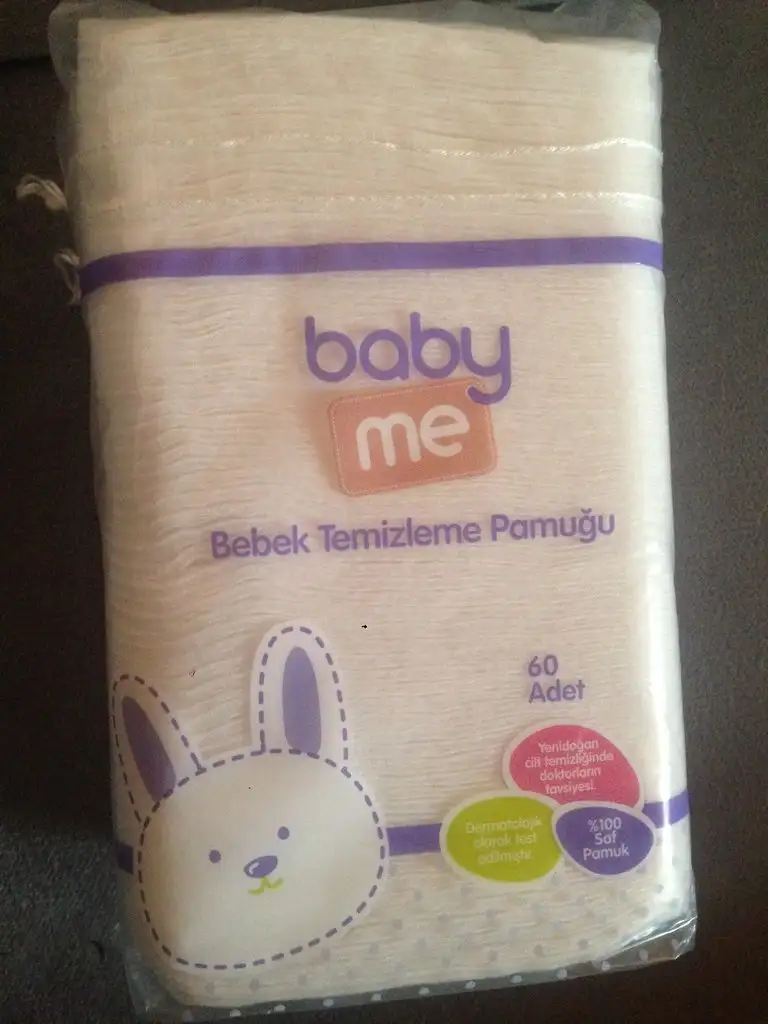 baby
me
Bebek Temizleme Pamuğu
60
Adet
Yenidoğan
cilt temizliğinde
doktorların
tavsiyesi.
Dermatolojik
olarak test
edilmiştir.
%100
Saf
Pamuk